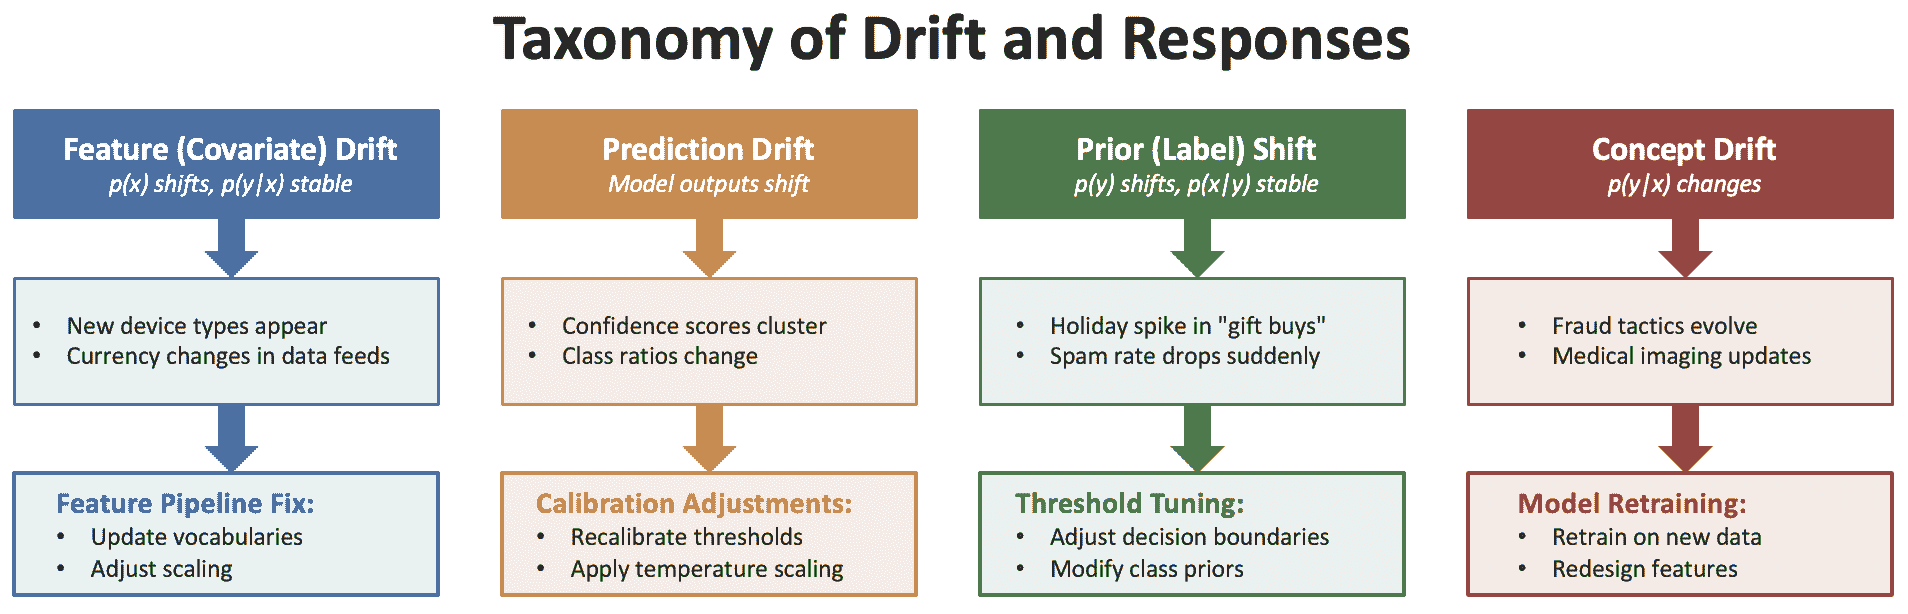 Taxonomy of Drift and Responses
Feature (Covariate) Drift
p(x) shifts, p(y|x) stable
• New device types appear
• Currency changes in data feeds
Feature Pipeline Fix:
• Update vocabularies
• Adjust scaling
Prediction Drift
Model outputs shift
• Confidence scores cluster
• Class ratios change
Calibration Adjustments:
• Recalibrate thresholds
• Apply temperature scaling
Prior (Label) Shift
p(y) shifts, p(x|y) stable
• Holiday spike in "gift buys"
• Spam rate drops suddenly
Threshold Tuning:
• Adjust decision boundaries
• Modify class priors
Concept Drift
p(y|x) changes
• Fraud tactics evolve
• Medical imaging updates
Model Retraining:
• Retrain on new data
• Redesign features